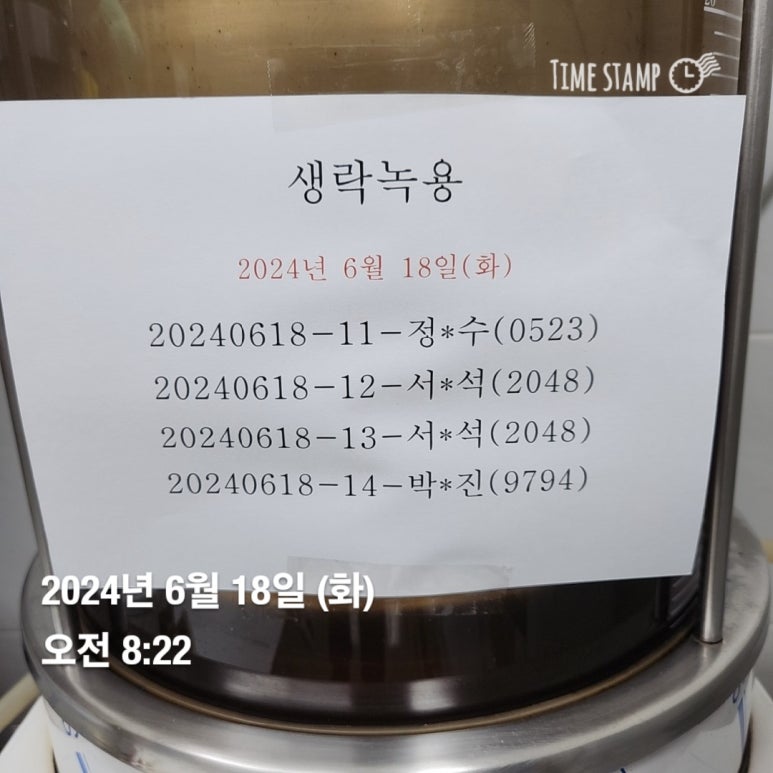 TIME STAMP
생락녹용
2024년 6월 18일(화)
20240618-11-정*수(0523)
20240618-12-서*석(2048)
20240618-13-서*석(2048)
20240618-14-박*진(9794)
2024년 6월 18일 (화)
오전 8:22